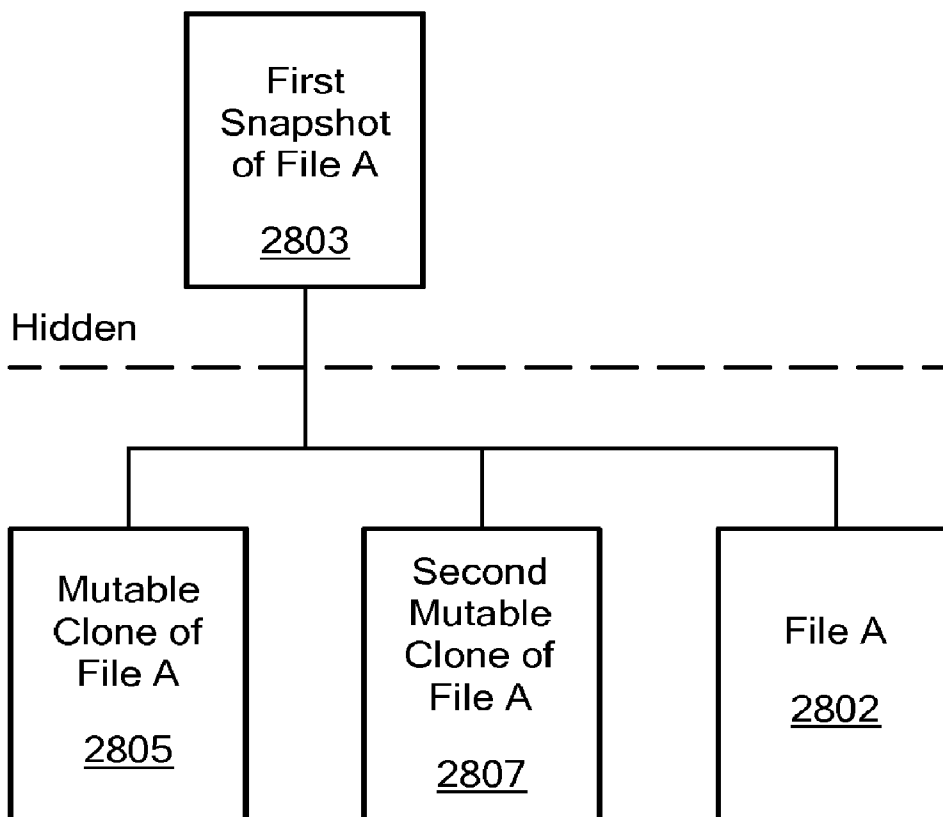 First
Snapshot
of File A
2803
Hidden
Mutable
Clone of
File A
2805
Second
Mutable
Clone of
File A
2807
File A
2802